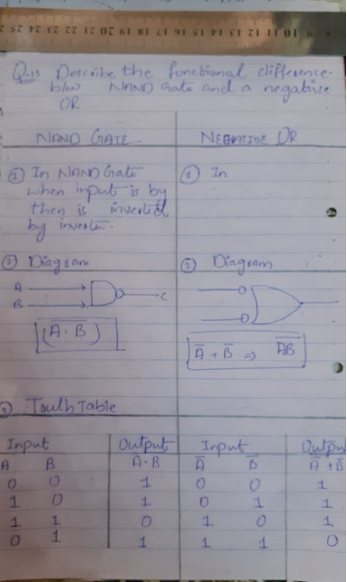 Q.13 Describe the functional difference
b/w NAND Gate and a negative
OR
NAND GATE
NEGATIVE OR
① In NAND Gate
when input is by
then is inverted
by inverter.
① In
② Diagram
A
B
C
(A̅·̅B̅)
② Diagram
A̅ + B̅ ⇒ A̅B̅
③ Truth Table
Input Output Input Output
A B A·B A̅ B̅ A̅ + B̅
0 0 1 0 0 1
1 0 1 0 1 1
1 1 0 1 0 1
0 1 1 1 1 0